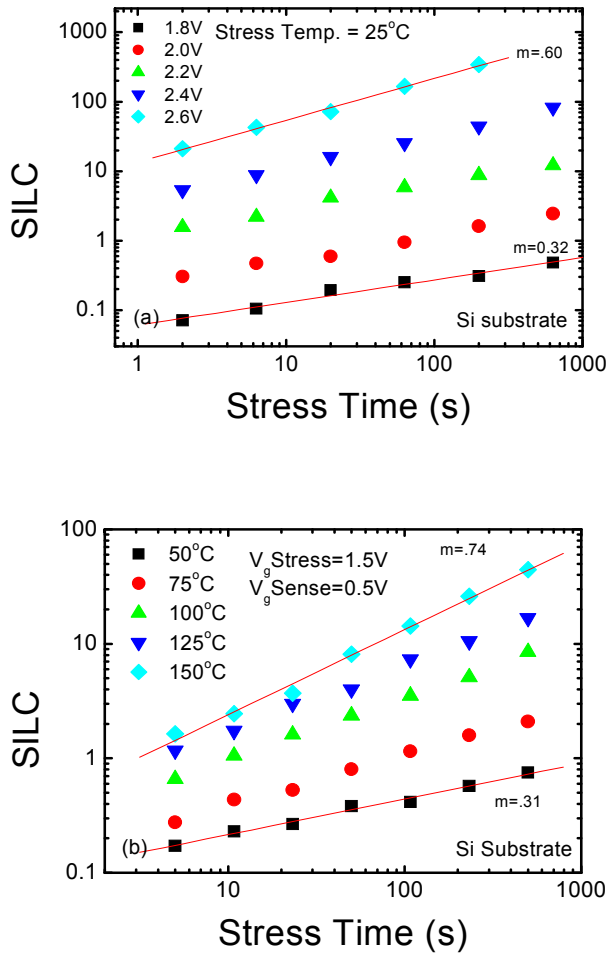 1000
100
10
1
0.1
SILC
1.8V
2.0V
2.2V
2.4V
2.6V
Stress Temp. = 25°C
m=.60
m=0.32
(a)
Si substrate
1
10
100
1000
Stress Time (s)
100
10
1
0.1
SILC
50°C
75°C
100°C
125°C
150°C
VgStress=1.5V
VgSense=0.5V
m=.74
m=.31
(b)
Si Substrate
10
100
1000
Stress Time (s)